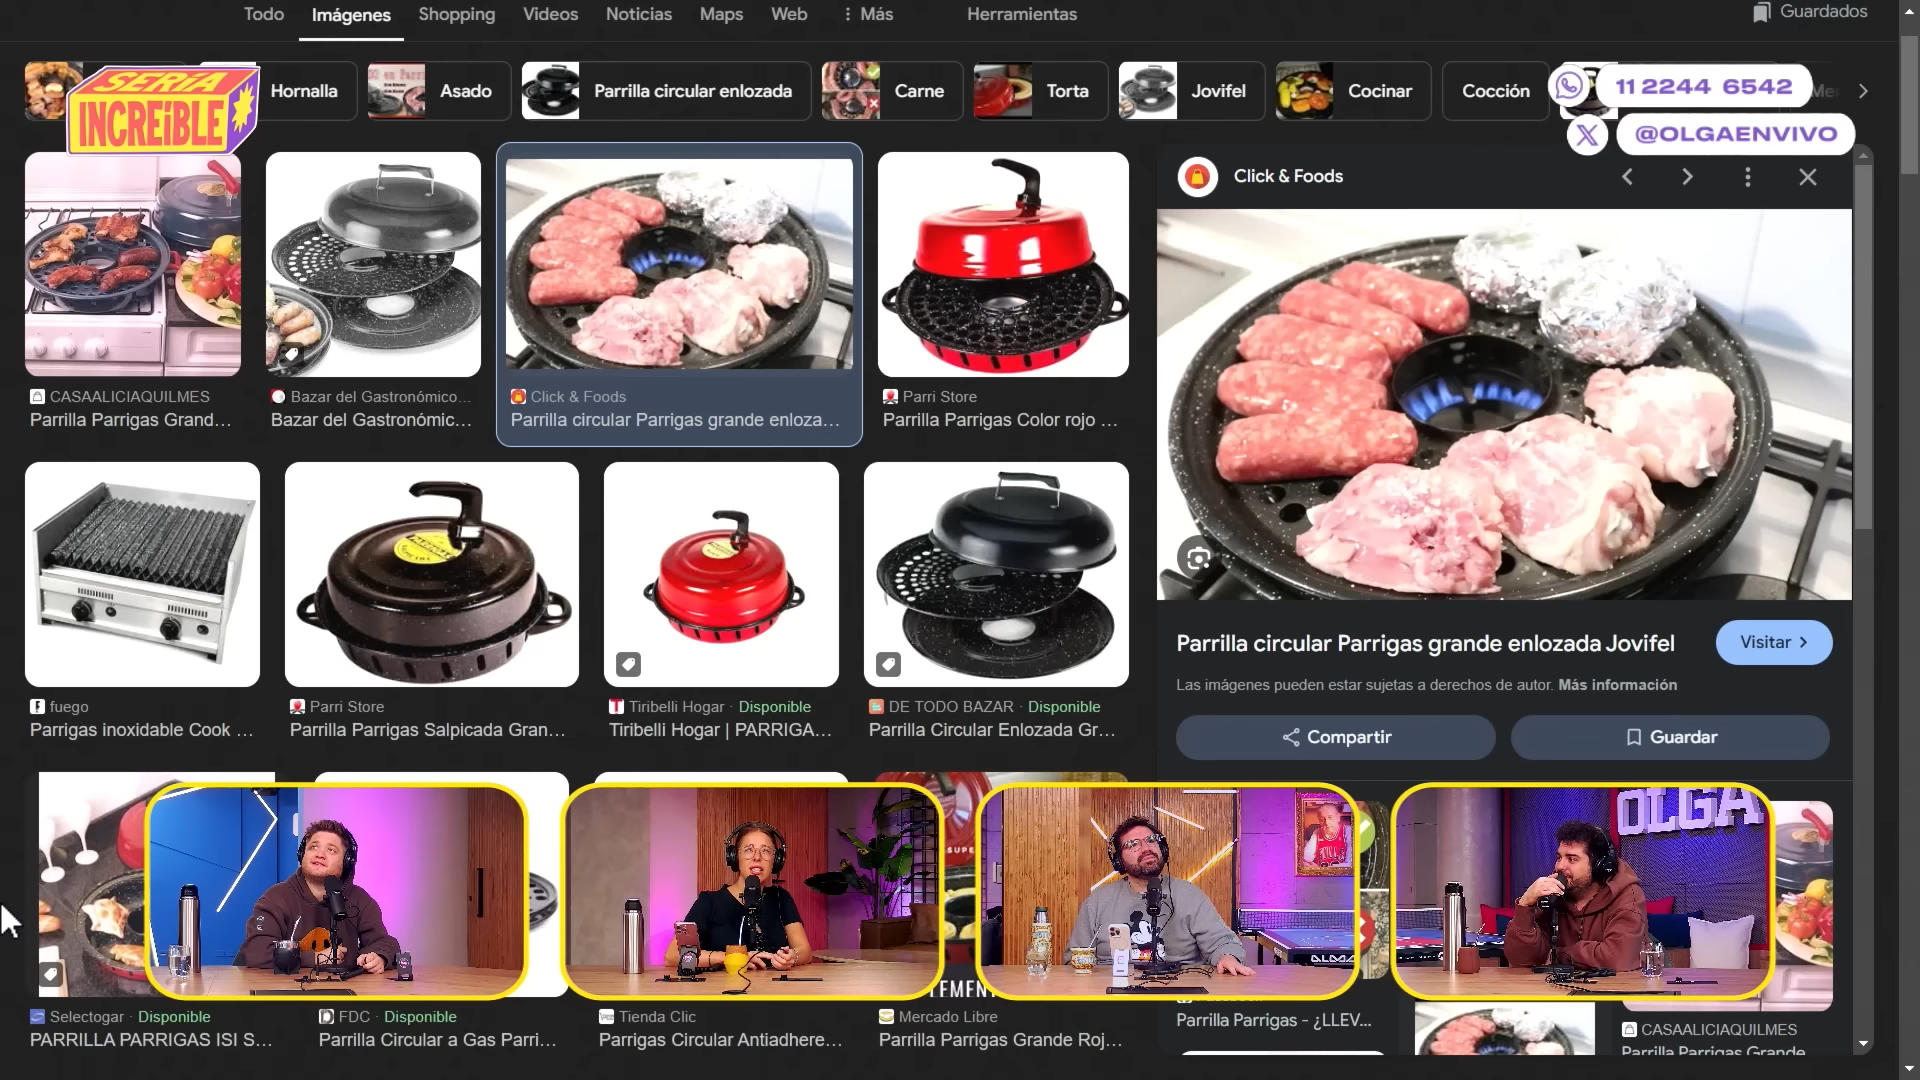 Todo
Imágenes
Shopping
Videos
Noticias
Maps
Web
Más
Herramientas
Guardados
SERÍA
INCREÍBLE
Hornalla
Asado
Parrilla circular enlozada
Carne
Torta
Jovifel
Cocinar
Cocción
11 2244 6542
@OLGAENVIVO
Click & Foods
CASAALICIAQUILMES
Parrilla Parrigas Grand...
Bazar del Gastronómico...
Bazar del Gastronómic...
Click & Foods
Parrilla circular Parrigas grande enloza...
Parri Store
Parrilla Parrigas Color rojo ...
Parrilla circular Parrigas grande enlozada Jovifel
Visitar
Las imágenes pueden estar sujetas a derechos de autor. Más información
Compartir
Guardar
fuego
Parrigas inoxidable Cook ...
Parri Store
Parrilla Parrigas Salpicada Gran...
Tiribelli Hogar · Disponible
Tiribelli Hogar | PARRIGA...
DE TODO BAZAR · Disponible
Parrilla Circular Enlozada Gr...
OLGA
Selectogar · Disponible
PARRILLA PARRIGAS ISI S...
FDC · Disponible
Parrilla Circular a Gas Parri...
Tienda Clic
Parrigas Circular Antiadhere...
Mercado Libre
Parrilla Parrigas Grande Roj...
Parrilla Parrigas - ¿LLEV...
CASAALICIAQUILMES
Parrilla Parrigas Grande